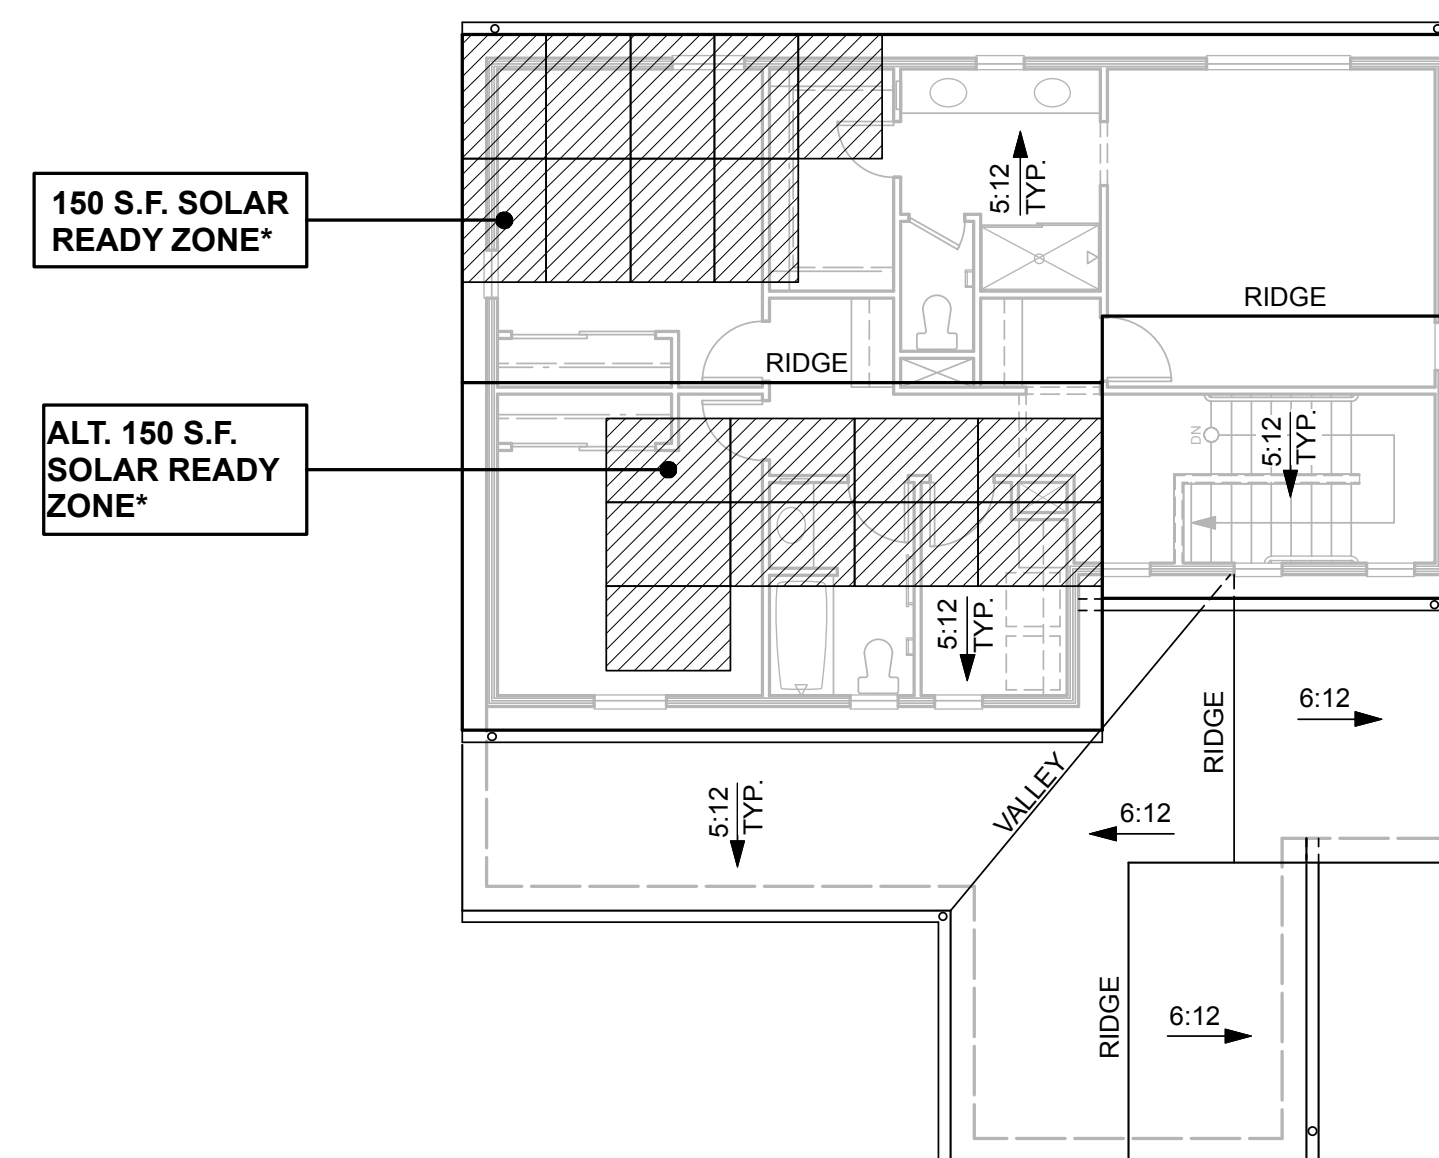 150 S.F. SOLAR
READY ZONE*
5:12
TYP.
RIDGE
RIDGE
ALT. 150 S.F.
SOLAR READY
ZONE*
DN
5:12
TYP.
5:12
TYP.
6:12
RIDGE
VALLEY
5:12
TYP.
6:12
RIDGE
6:12